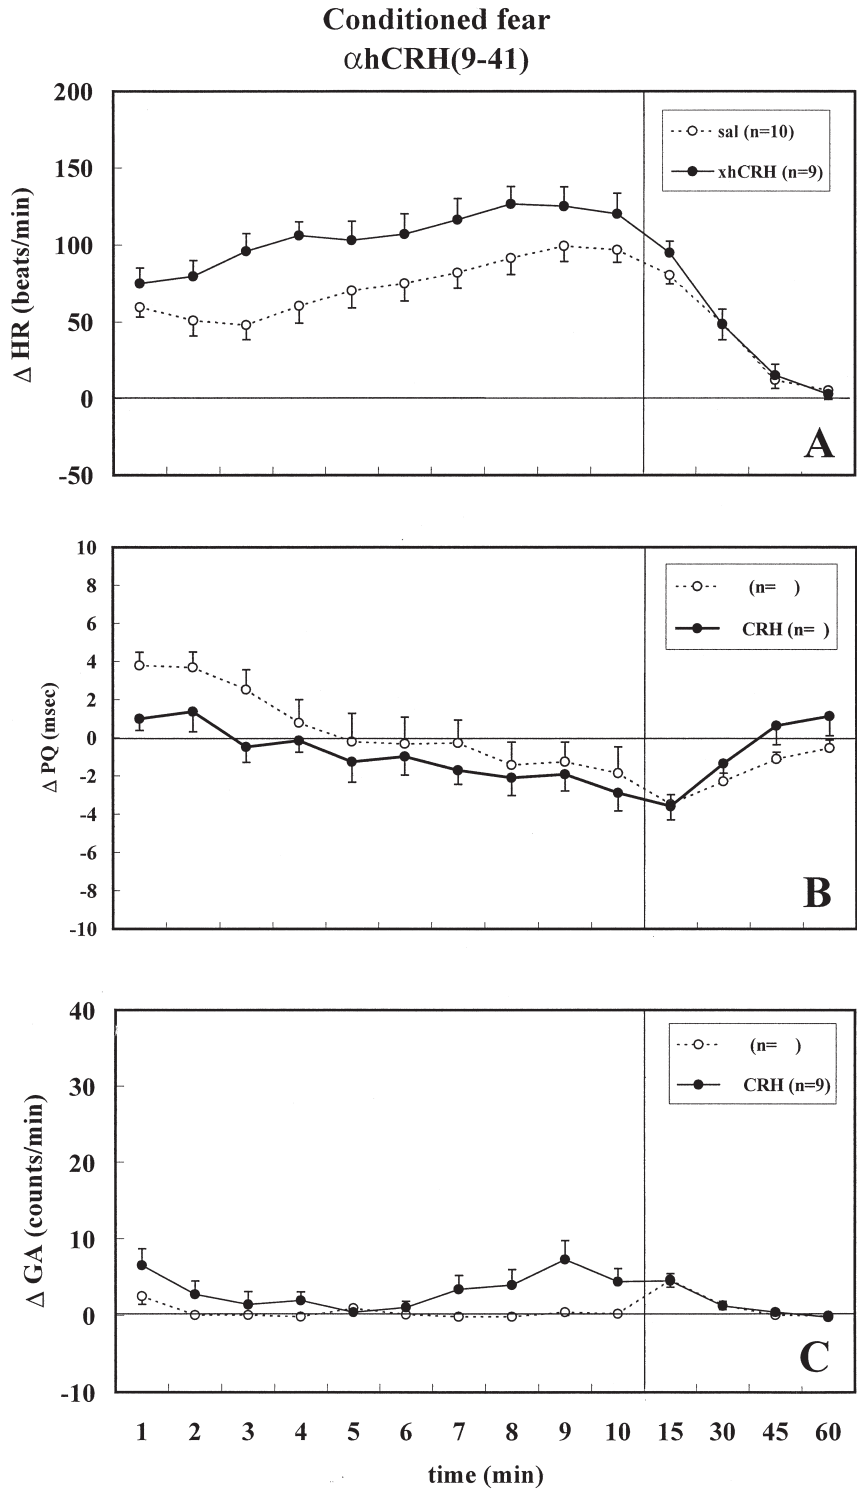 Conditioned fear
αhCRH(9-41)
200
150
100
50
0
-50
Δ HR (beats/min)
sal (n=10)
xhCRH (n=9)
A
10
8
6
4
2
0
-2
-4
-6
-8
-10
Δ PQ (msec)
(n= )
CRH (n= )
B
40
30
20
10
0
-10
Δ GA (counts/min)
(n= )
CRH (n=9)
C
1 2 3 4 5 6 7 8 9 10 15 30 45 60
time (min)